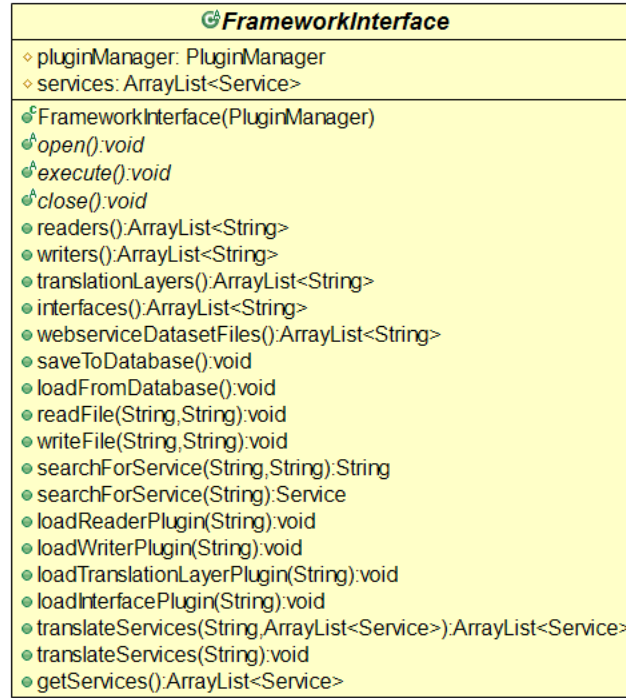 FrameworkInterface
pluginManager: PluginManager
services: ArrayList<Service>
FrameworkInterface(PluginManager)
open():void
execute():void
close():void
readers():ArrayList<String>
writers():ArrayList<String>
translationLayers():ArrayList<String>
interfaces():ArrayList<String>
webserviceDatasetFiles():ArrayList<String>
saveToDatabase():void
loadFromDatabase():void
readFile(String,String):void
writeFile(String,String):void
searchForService(String,String):String
searchForService(String):Service
loadReaderPlugin(String):void
loadWriterPlugin(String):void
loadTranslationLayerPlugin(String):void
loadInterfacePlugin(String):void
translateServices(String,ArrayList<Service>):ArrayList<Service>
translateServices(String):void
getServices():ArrayList<Service>